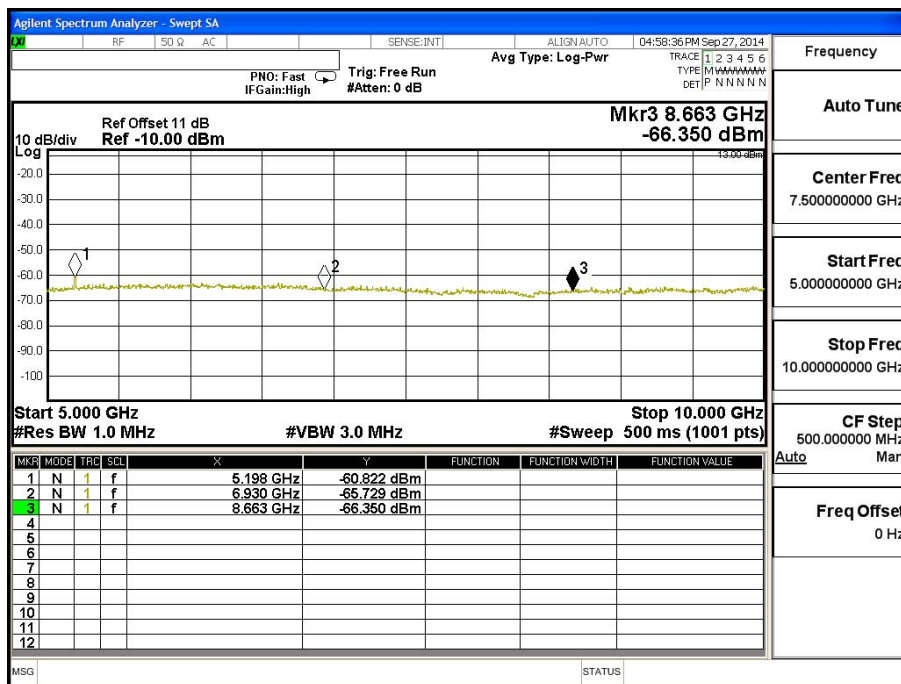 Agilent Spectrum Analyzer - Swept SA
LXI RF 50 Ω AC SENSE:INT ALIGN AUTO 04:58:36 PM Sep 27, 2014
Avg Type: Log-Pwr
TRACE 1 2 3 4 5 6
TYPE M WWWWW
DET P N N N N N
PNO: Fast
IFGain:High
Trig: Free Run
#Atten: 0 dB
Mkr3 8.663 GHz
-66.350 dBm
Ref Offset 11 dB
Ref -10.00 dBm
10 dB/div
Log
-13.00 dBm
-20.0
-30.0
-40.0
-50.0
-60.0
-70.0
-80.0
-90.0
-100
1
2
3
Start 5.000 GHz Stop 10.000 GHz
#Res BW 1.0 MHz #VBW 3.0 MHz #Sweep 500 ms (1001 pts)
MKR MODE TRC SCL X Y FUNCTION FUNCTION WIDTH FUNCTION VALUE
1 N 1 f 5.198 GHz -60.822 dBm
2 N 1 f 6.930 GHz -65.729 dBm
3 N 1 f 8.663 GHz -66.350 dBm
4
5
6
7
8
9
10
11
12
MSG STATUS
Frequency
Auto Tune
Center Freq
7.500000000 GHz
Start Freq
5.000000000 GHz
Stop Freq
10.000000000 GHz
CF Step
500.000000 MHz
Auto Man
Freq Offset
0 Hz